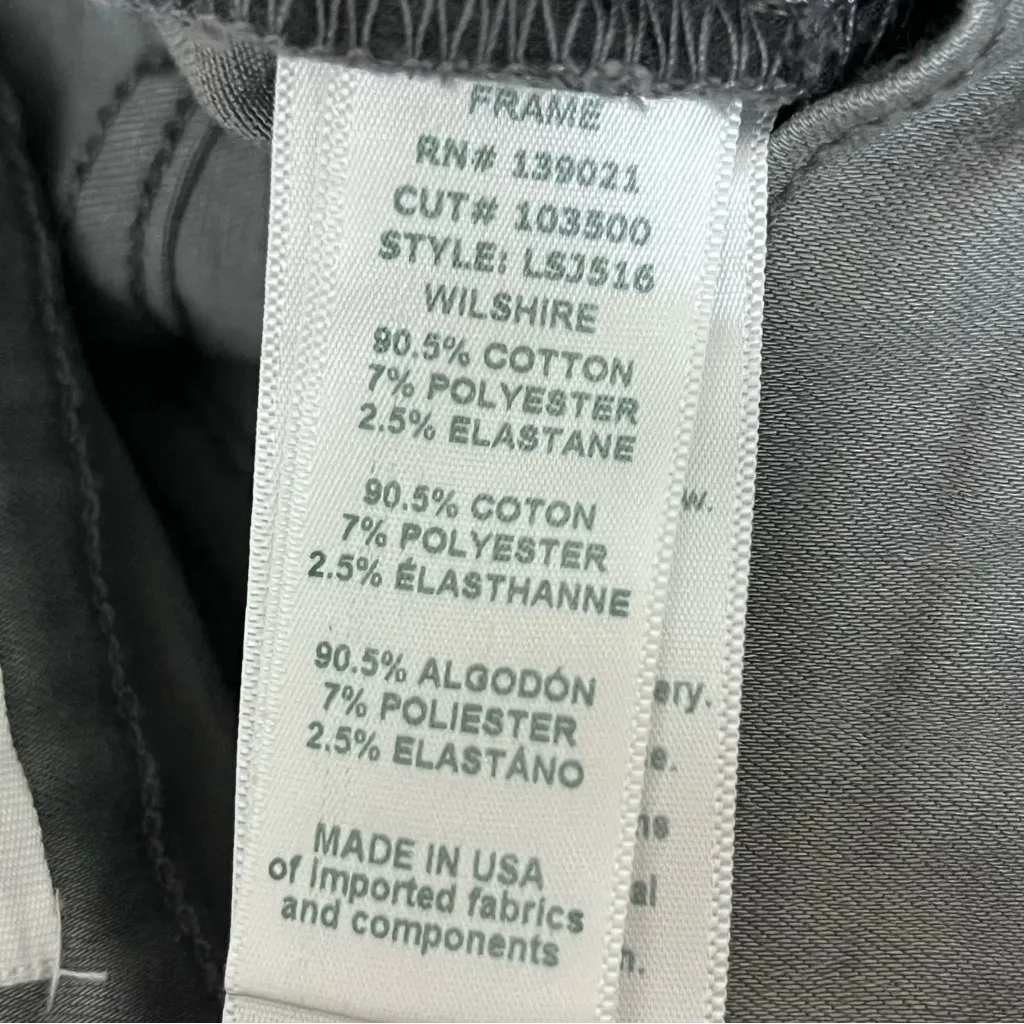 FRAME
RN# 139021
CUT# 103500
STYLE: LSJ516
WILSHIRE
90.5% COTTON
7% POLYESTER
2.5% ELASTANE
90.5% COTON
7% POLYESTER
2.5% ÉLASTHANNE
90.5% ALGODÓN
7% POLIESTER
2.5% ELASTÁNO
MADE IN USA
of imported fabrics
and components